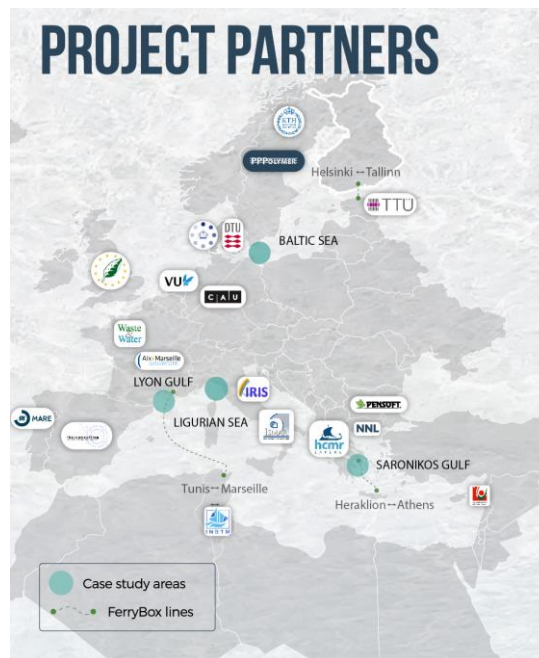 PROJECT PARTNERS
KTH
PPPOLYMER
Helsinki↔Tallinn
TTÜ
DTU
BALTIC SEA
VU
C|A|U
Waste
Water
Aix*Marseille
LYON GULF
IRIS
LIGURIAN SEA
MARE
PENSOFT.
NNL
hcmr
SARONIKOS GULF
Tunis↔Marseille
Heraklion↔Athens
INSTM
Case study areas
FerryBox lines